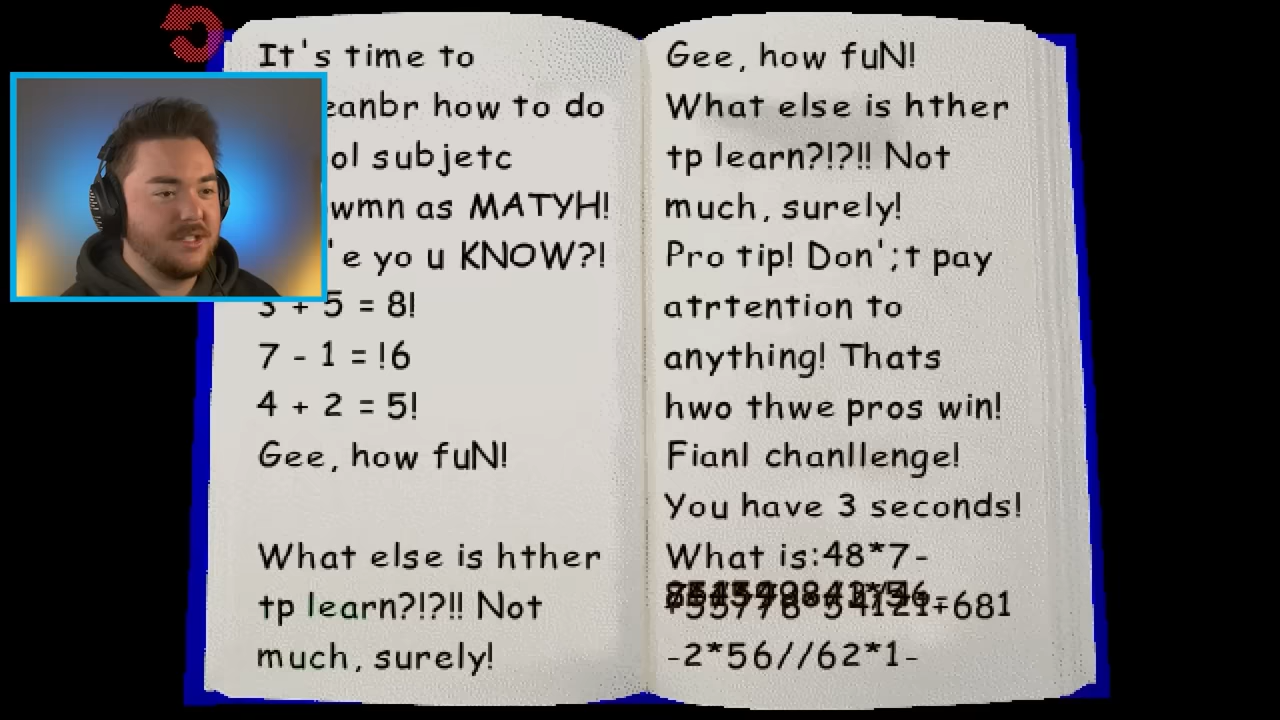 It's time to
how to do
subjetc
as MATYH!
yo u KNOW?!
3 + 5 = 8!
7 - 1 = !6
4 + 2 = 5!
Gee, how fuN!
What else is hther
tp learn?!?!! Not
much, surely!
Gee, how fuN!
What else is hther
tp learn?!?!! Not
much, surely!
Pro tip! Don';t pay
atrtention to
anything! Thats
hwo thwe pros win!
Fianl chanllenge!
You have 3 seconds!
What is:48*7-
-2*56//62*1-